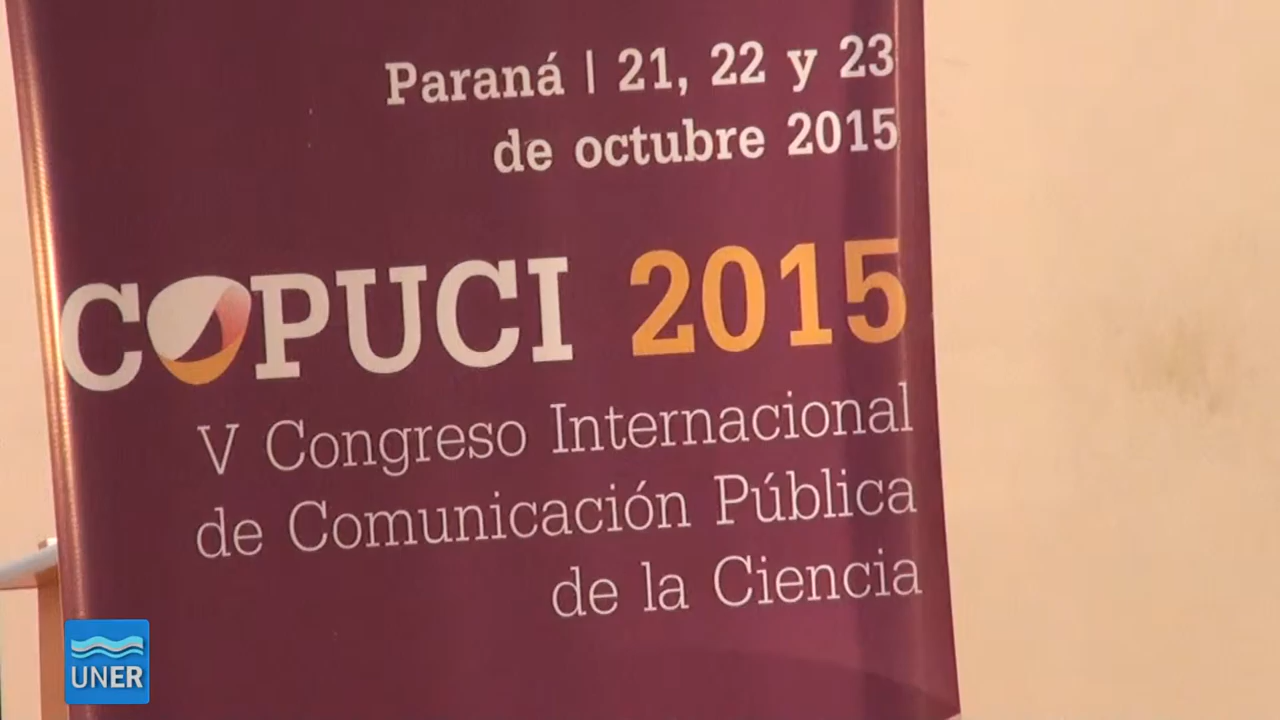 Paraná | 21, 22 y 23
de octubre 2015
COPUCI 2015
V Congreso Internacional
de Comunicación Pública
de la Ciencia
UNER